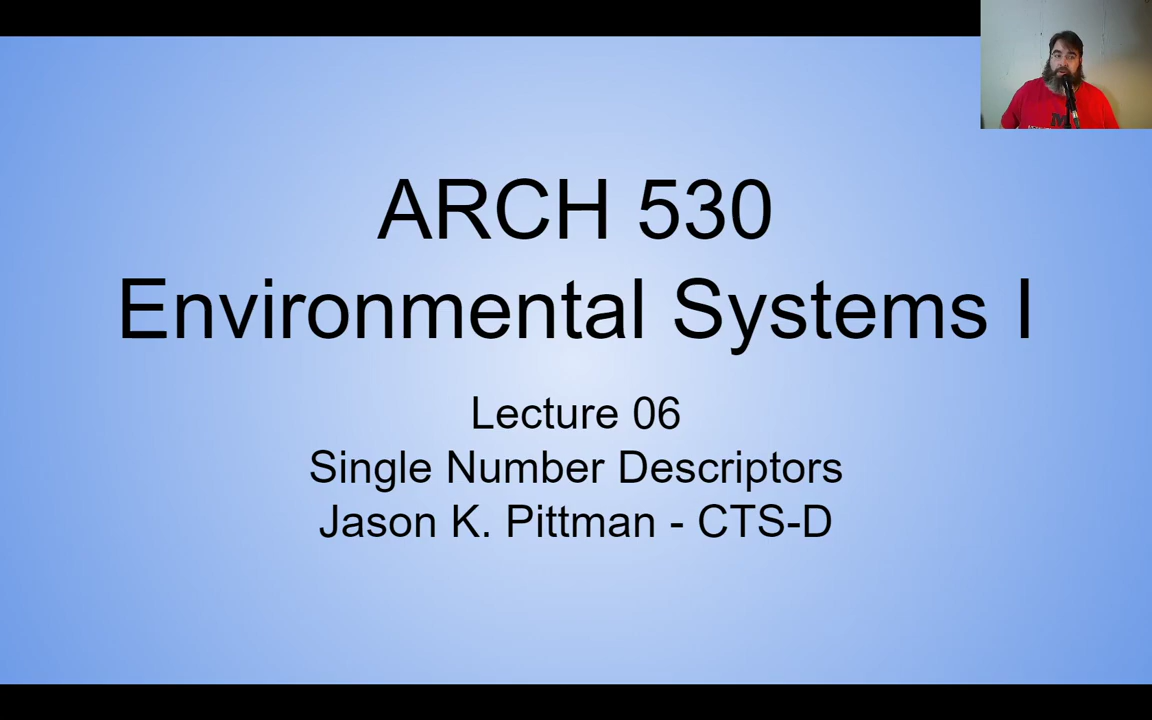 ARCH 530
Environmental Systems I
Lecture 06
Single Number Descriptors
Jason K. Pittman - CTS-D